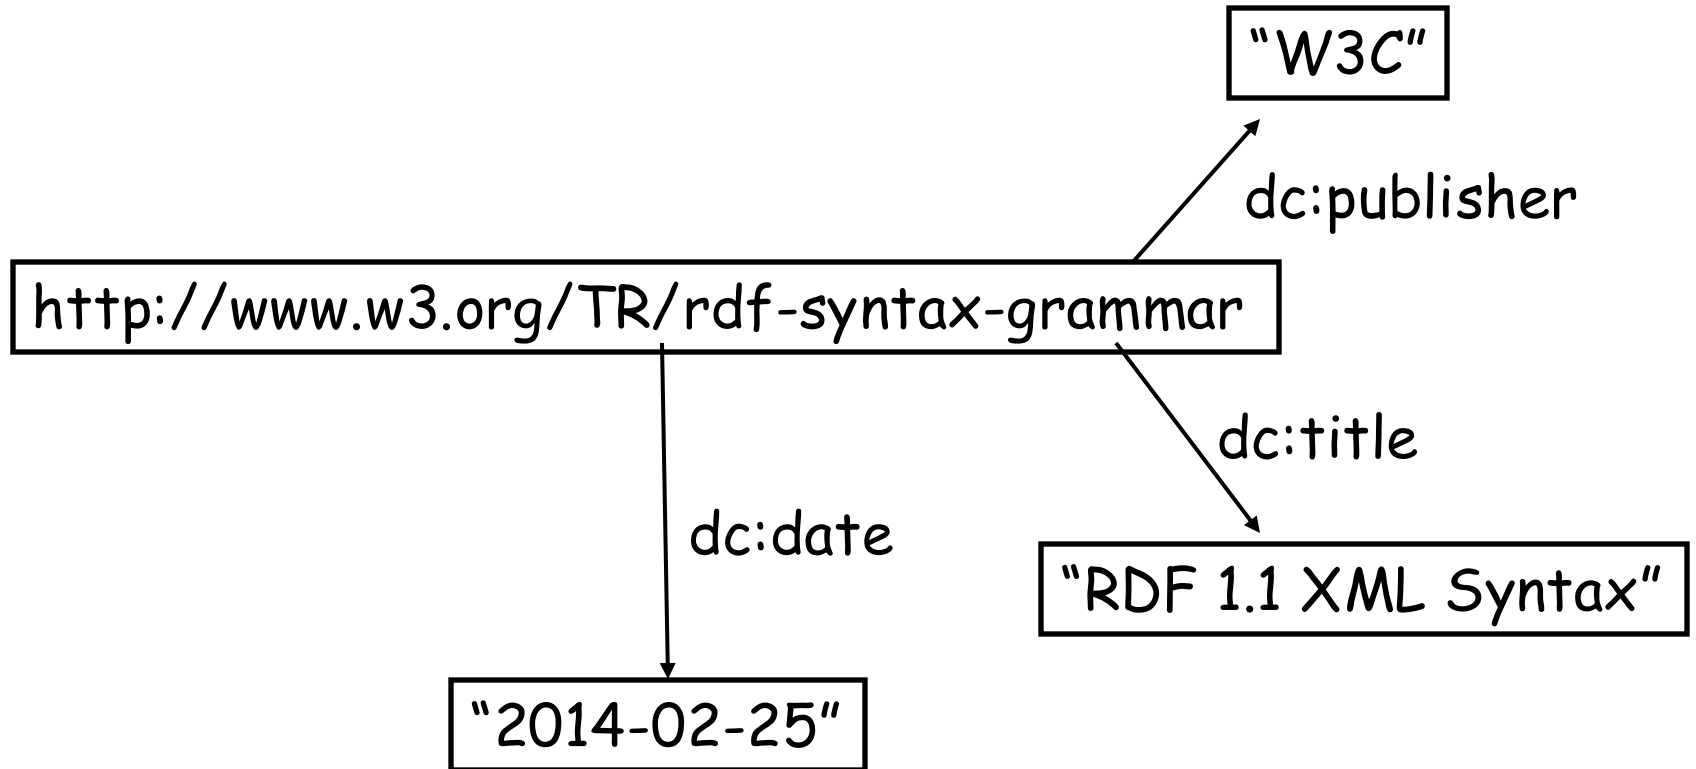 “W3C”
dc:publisher
http://www.w3.org/TR/rdf-syntax-grammar
dc:title
dc:date
“RDF 1.1 XML Syntax”
“2014-02-25”